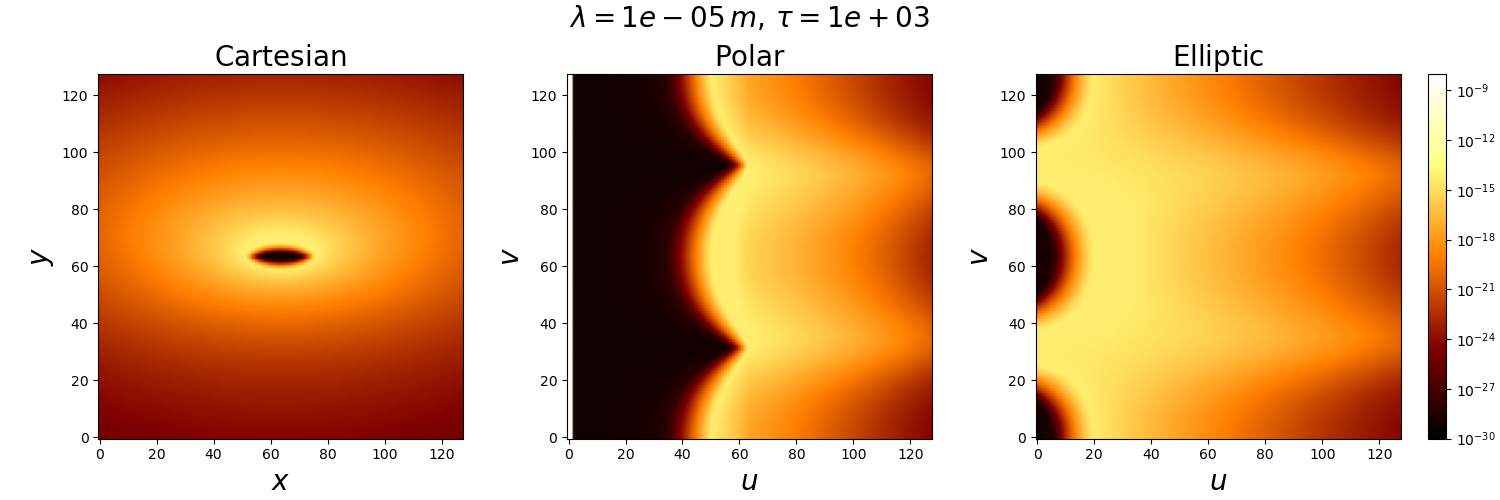 λ = 1e − 05 m, τ = 1e + 03
Cartesian
Polar
Elliptic
120
100
80
60
40
20
0
y
0 20 40 60 80 100 120
x
120
100
80
60
40
20
0
v
0 20 40 60 80 100 120
u
120
100
80
60
40
20
0
v
0 20 40 60 80 100 120
u
10⁻⁹
10⁻¹²
10⁻¹⁵
10⁻¹⁸
10⁻²¹
10⁻²⁴
10⁻²⁷
10⁻³⁰